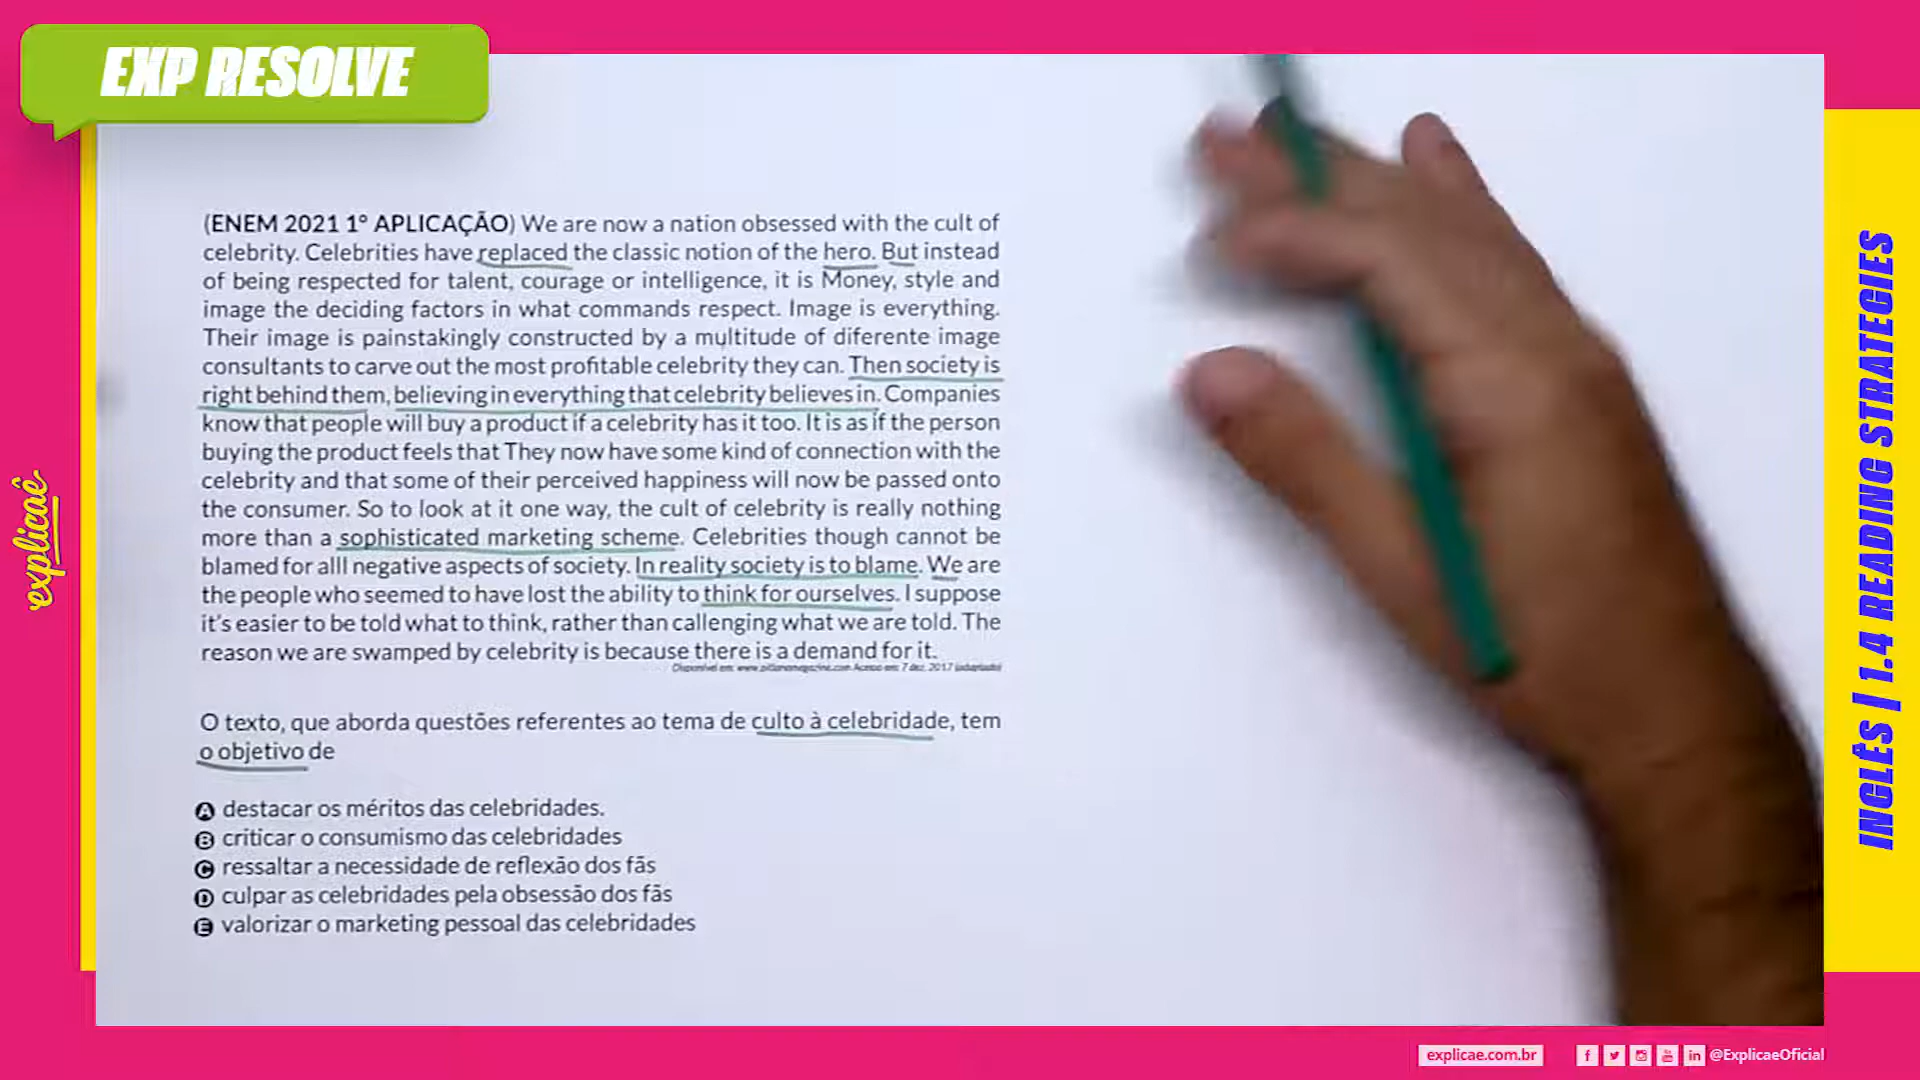 EXP RESOLVE
(ENEM 2021 1° APLICAÇÃO) We are now a nation obsessed with the cult of
celebrity. Celebrities have replaced the classic notion of the hero. But instead
of being respected for talent, courage or intelligence, it is Money, style and
image the deciding factors in what commands respect. Image is everything.
Their image is painstakingly constructed by a multitude of diferente image
consultants to carve out the most profitable celebrity they can. Then society is
right behind them, believing in everything that celebrity believes in. Companies
know that people will buy a product if a celebrity has it too. It is as if the person
buying the product feels that They now have some kind of connection with the
celebrity and that some of their perceived happiness will now be passed onto
the consumer. So to look at it one way, the cult of celebrity is really nothing
more than a sophisticated marketing scheme. Celebrities though cannot be
blamed for alll negative aspects of society. In reality society is to blame. We are
the people who seemed to have lost the ability to think for ourselves. I suppose
it's easier to be told what to think, rather than callenging what we are told. The
reason we are swamped by celebrity is because there is a demand for it.
Disponível em: Acesso em: 7 dez. 2017 (adaptado)
O texto, que aborda questões referentes ao tema de culto à celebridade, tem
o objetivo de
A destacar os méritos das celebridades.
B criticar o consumismo das celebridades
C ressaltar a necessidade de reflexão dos fãs
D culpar as celebridades pela obsessão dos fãs
E valorizar o marketing pessoal das celebridades
explicaê
INGLÊS | 1.4 READING STRATEGIES
explicae.com.br
@ExplicaeOficial